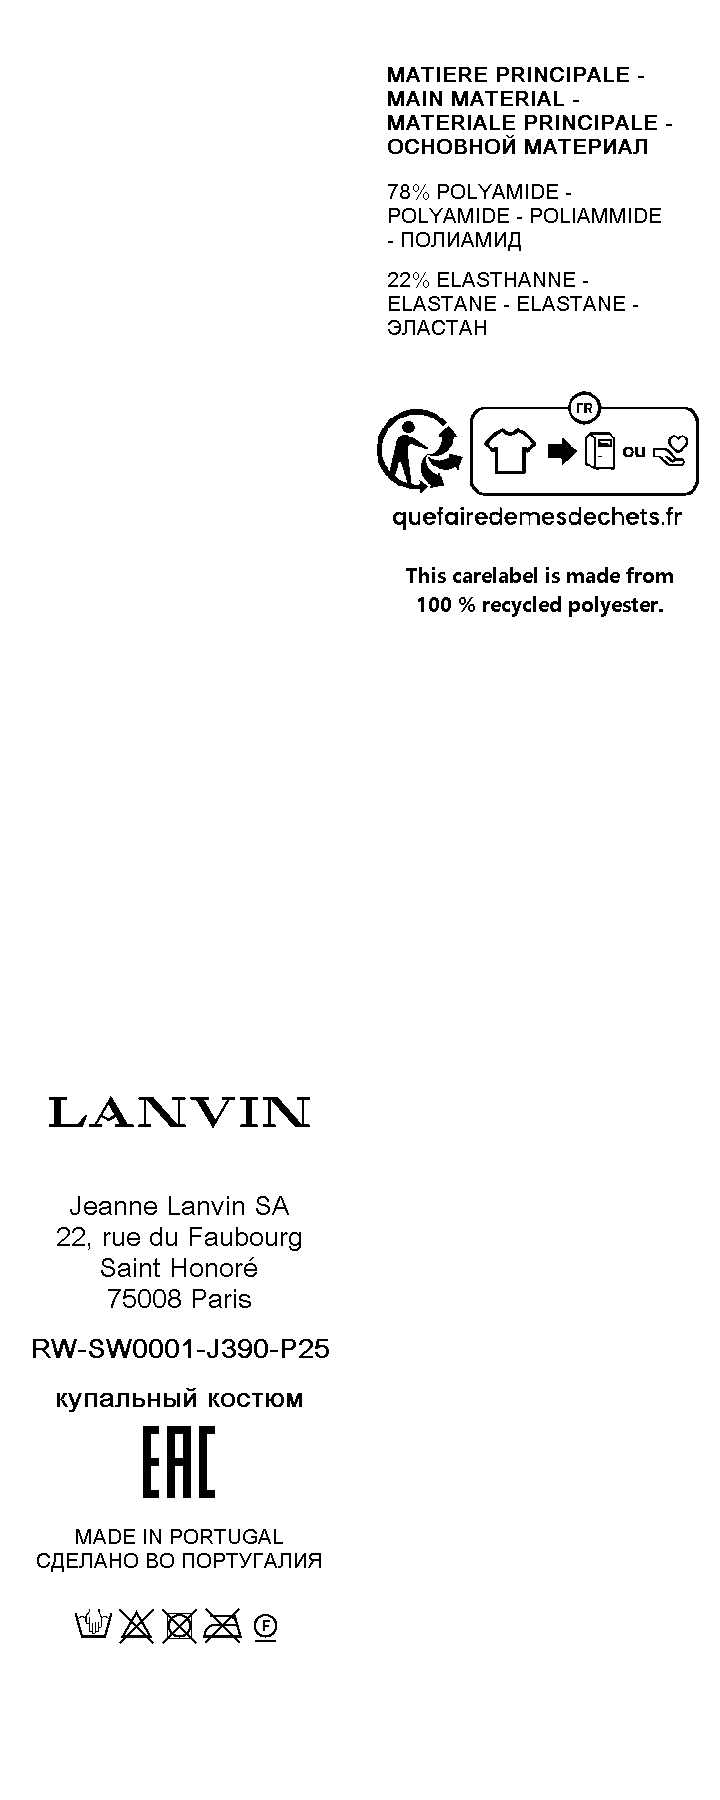 MATIERE PRINCIPALE -
MAIN MATERIAL -
MATERIALE PRINCIPALE -
ОСНОВНОЙ МАТЕРИАЛ
78% POLYAMIDE -
POLYAMIDE - POLIAMMIDE
- ПОЛИАМИД
22% ELASTHANNE -
ELASTANE - ELASTANE -
ЭЛАСТАН
FR
ou
quefairedemesdechets.fr
This carelabel is made from
100 % recycled polyester.
LANVIN
Jeanne Lanvin SA
22, rue du Faubourg
Saint Honoré
75008 Paris
RW-SW0001-J390-P25
купальный костюм
EAC
MADE IN PORTUGAL
СДЕЛАНО ВО ПОРТУГАЛИЯ
F